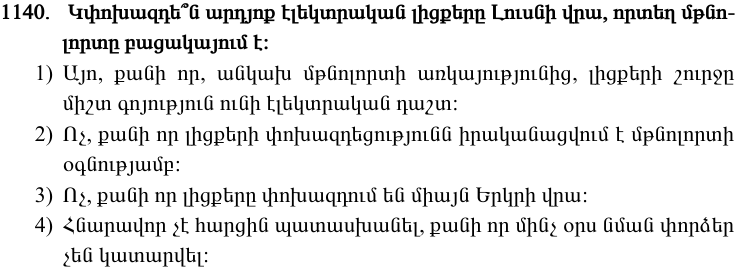 1140. Կփոխազդե՞ն արդյոք էլեկտրական լիցքերը Լուսնի վրա, որտեղ մթնո-
լորտը բացակայում է:
1) Այո, քանի որ, անկախ մթնոլորտի առկայությունից, լիցքերի շուրջը
միշտ գոյություն ունի էլեկտրական դաշտ:
2) Ոչ, քանի որ լիցքերի փոխազդեցությունն իրականացվում է մթնոլորտի
օգնությամբ:
3) Ոչ, քանի որ լիցքերը փոխազդում են միայն Երկրի վրա:
4) Հնարավոր չէ հարցին պատասխանել, քանի որ մինչ օրս նման փորձեր
չեն կատարվել: